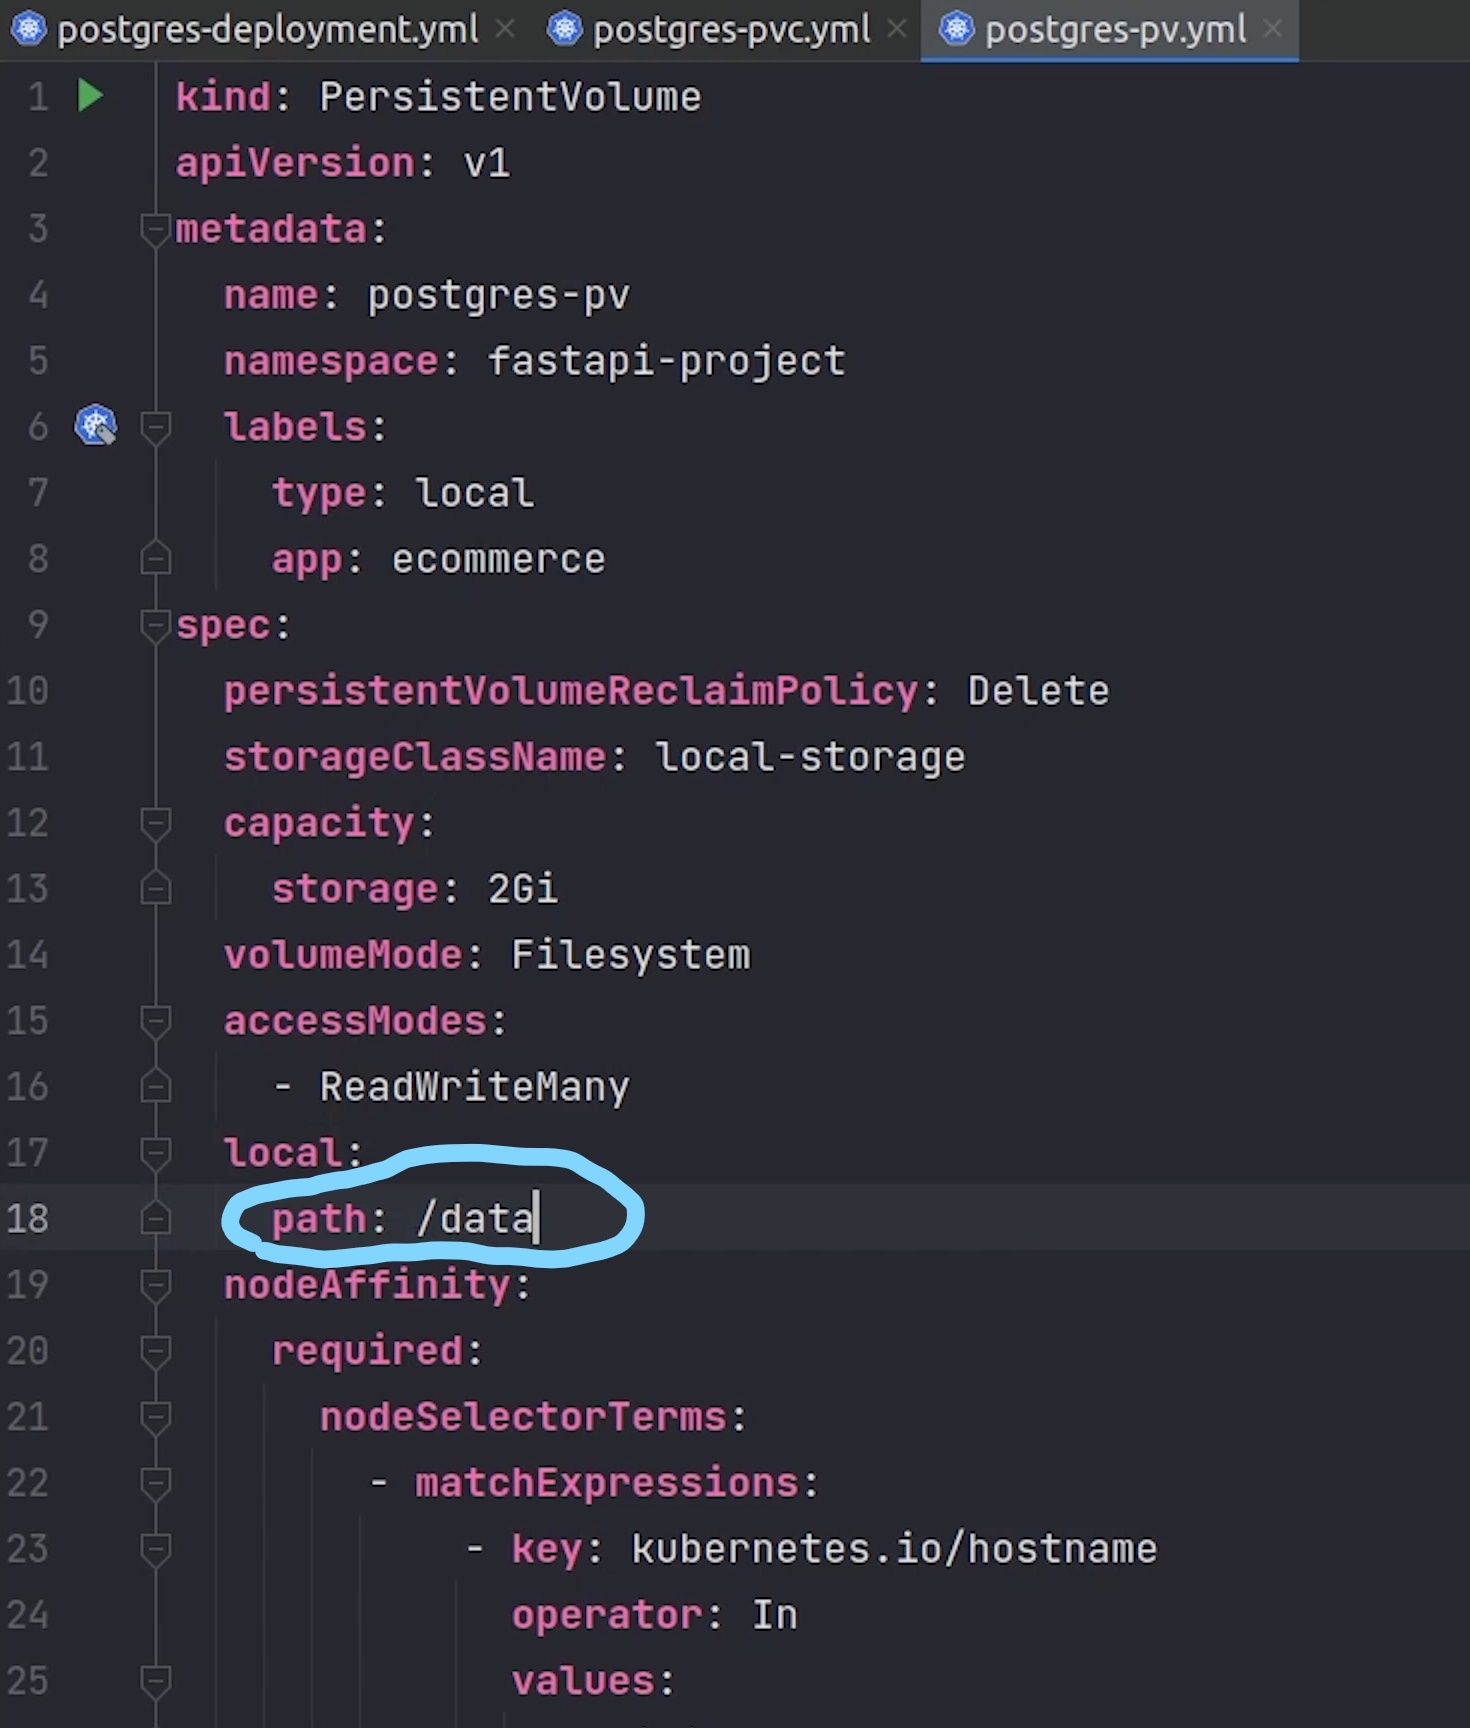 postgres-deployment.yml × postgres-pvc.yml × postgres-pv.yml ×
1 kind: PersistentVolume
2 apiVersion: v1
3 metadata:
4 name: postgres-pv
5 namespace: fastapi-project
6 labels:
7 type: local
8 app: ecommerce
9 spec:
10 persistentVolumeReclaimPolicy: Delete
11 storageClassName: local-storage
12 capacity:
13 storage: 2Gi
14 volumeMode: Filesystem
15 accessModes:
16 - ReadWriteMany
17 local:
18 path: /data
19 nodeAffinity:
20 required:
21 nodeSelectorTerms:
22 - matchExpressions:
23 - key: kubernetes.io/hostname
24 operator: In
25 values: